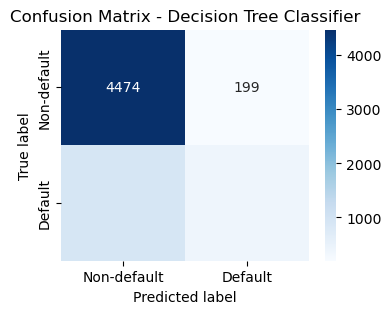 Confusion Matrix - Decision Tree Classifier
Non-default
4474
199
4000
3000
2000
1000
True label
Default
Non-default
Default
Predicted label